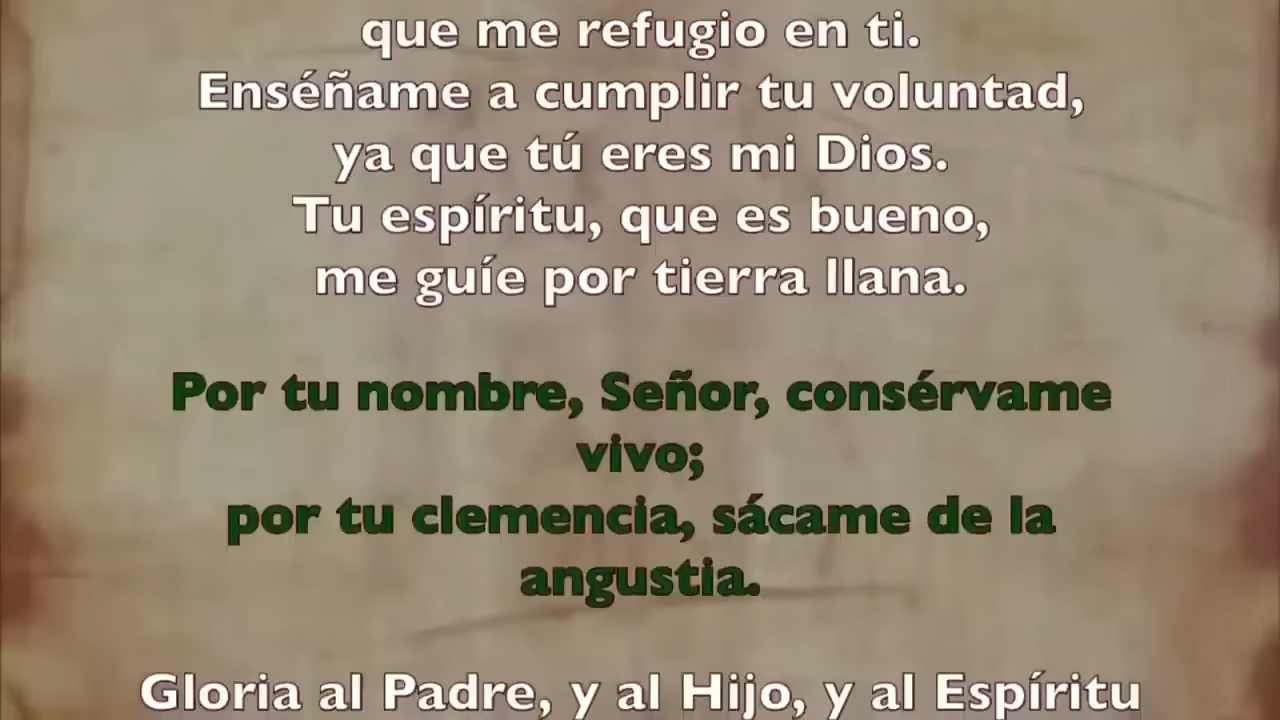 que me refugio en ti.
Enséñame a cumplir tu voluntad,
ya que tú eres mi Dios.
Tu espíritu, que es bueno,
me guíe por tierra llana.
Por tu nombre, Señor, consérvame
vivo;
por tu clemencia, sácame de la
angustia.
Gloria al Padre, y al Hijo, y al Espíritu